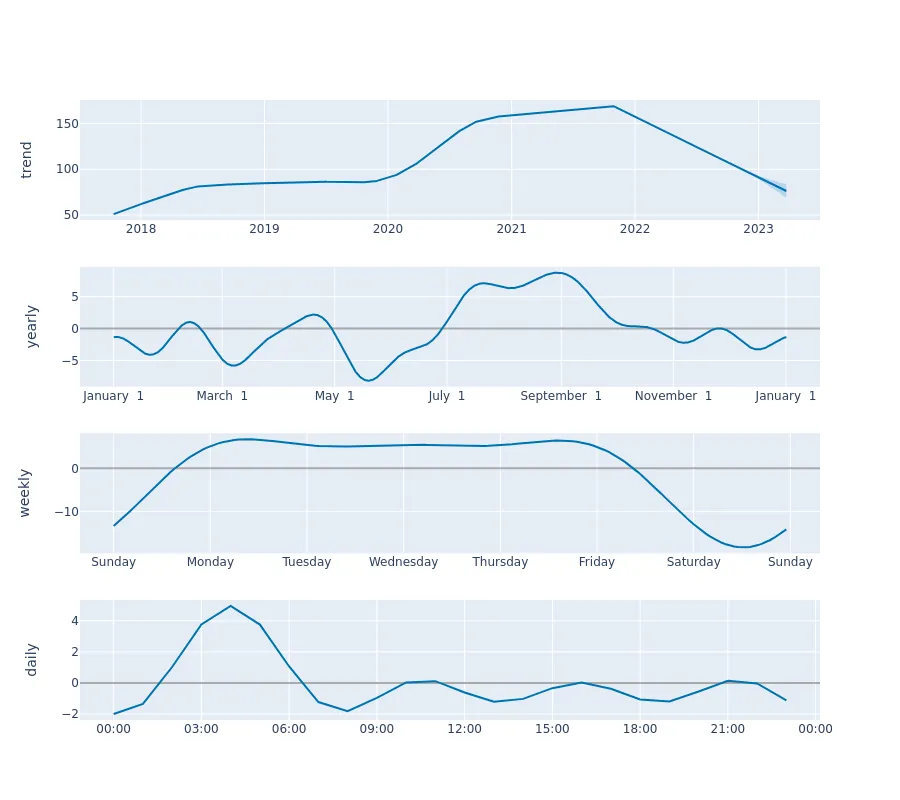 trend
150
100
50
2018 2019 2020 2021 2022 2023
yearly
5
0
−5
January 1 March 1 May 1 July 1 September 1 November 1 January 1
weekly
0
−10
Sunday Monday Tuesday Wednesday Thursday Friday Saturday Sunday
daily
4
2
0
−2
00:00 03:00 06:00 09:00 12:00 15:00 18:00 21:00 00:00